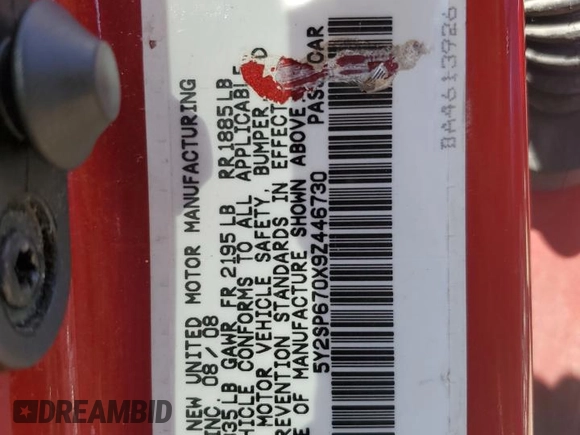 NEW UNITED MOTOR MANUFACTURING
INC. 08/08
35LB GAWR FR 2195LB RR1885LB
HICLE CONFORMS TO ALL APPLICABLE
MOTOR VEHICLE SAFETY, BUMPER
REVENTION STANDARDS IN EFFECT
E OF MANUFACTURE SHOWN ABOVE.
5Y2SP670X9Z446730 PASS CAR
BA4613926
DREAMBID